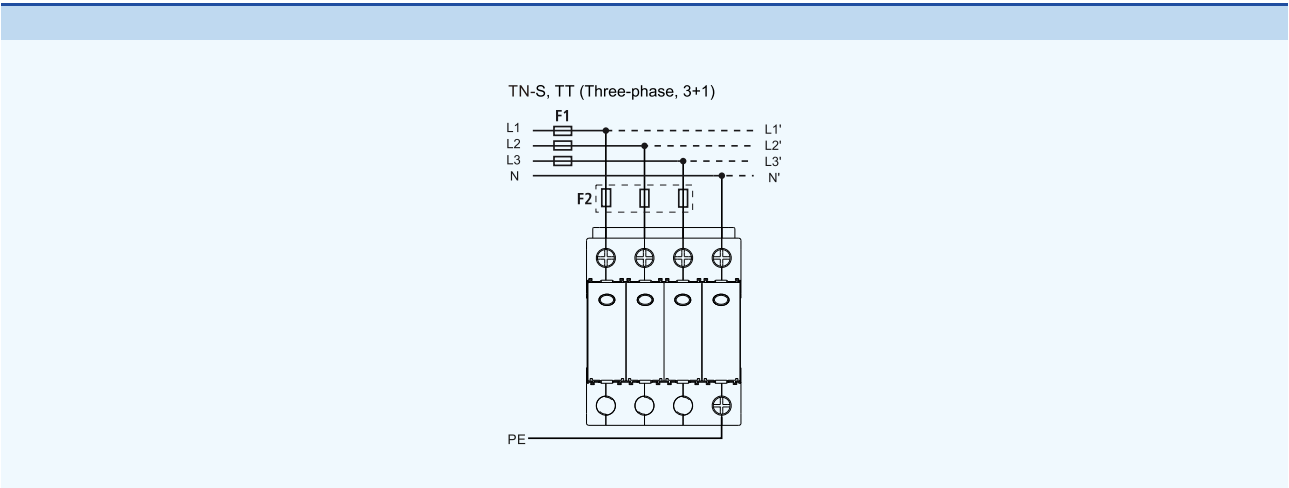 TN-S, TT (Three-phase, 3+1)
F1
L1 L1'
L2 L2'
L3 L3'
N N'
F2
PE